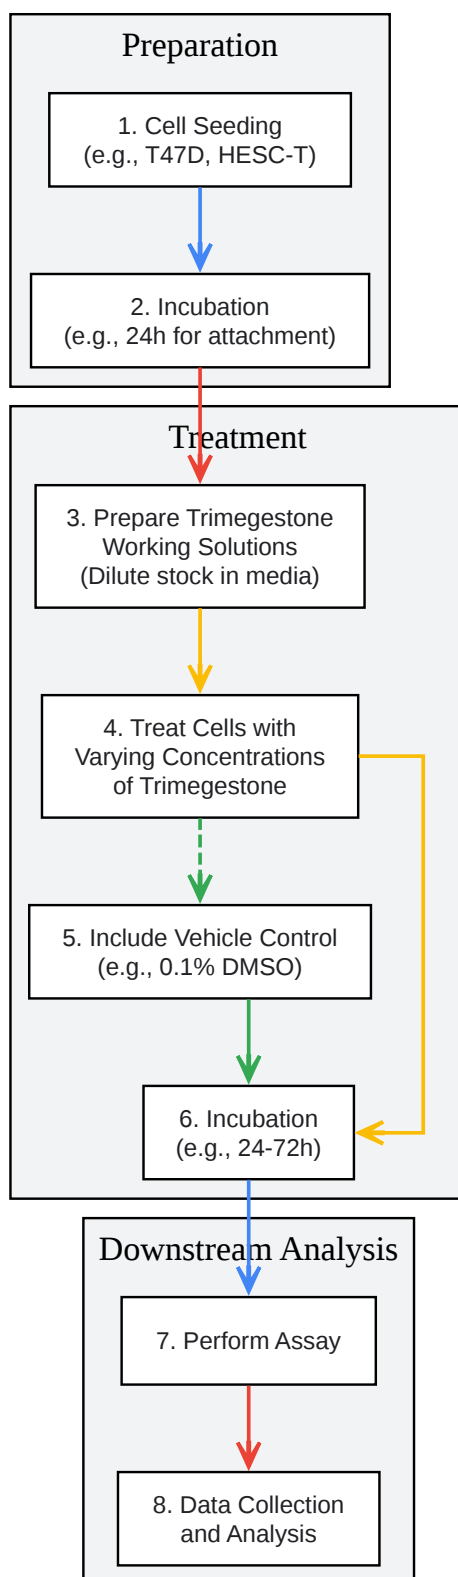 Preparation
1. Cell Seeding
(e.g., T47D, HESC-T)
2. Incubation
(e.g., 24h for attachment)
Treatment
3. Prepare Trimegestone
Working Solutions
(Dilute stock in media)
4. Treat Cells with
Varying Concentrations
of Trimegestone
5. Include Vehicle Control
(e.g., 0.1% DMSO)
6. Incubation
(e.g., 24-72h)
Downstream Analysis
7. Perform Assay
8. Data Collection
and Analysis